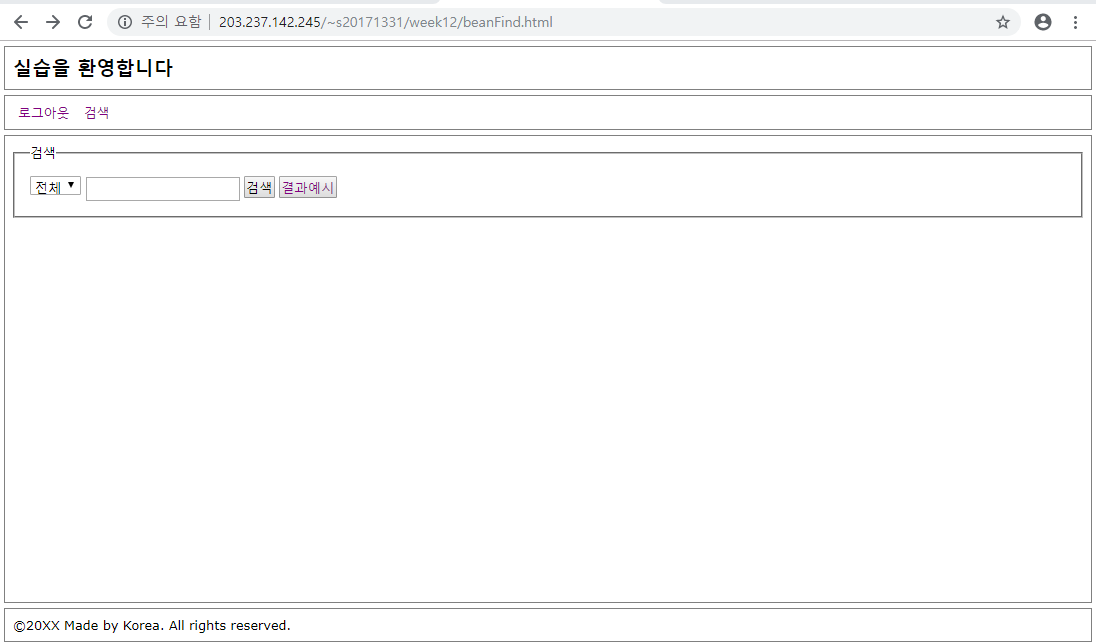 주의 요함 203.237.142.245/~s20171331/week12/beanFind.html
실습을 환영합니다
로그아웃 검색
검색
전체 검색 결과예시
©20XX Made by Korea. All rights reserved.